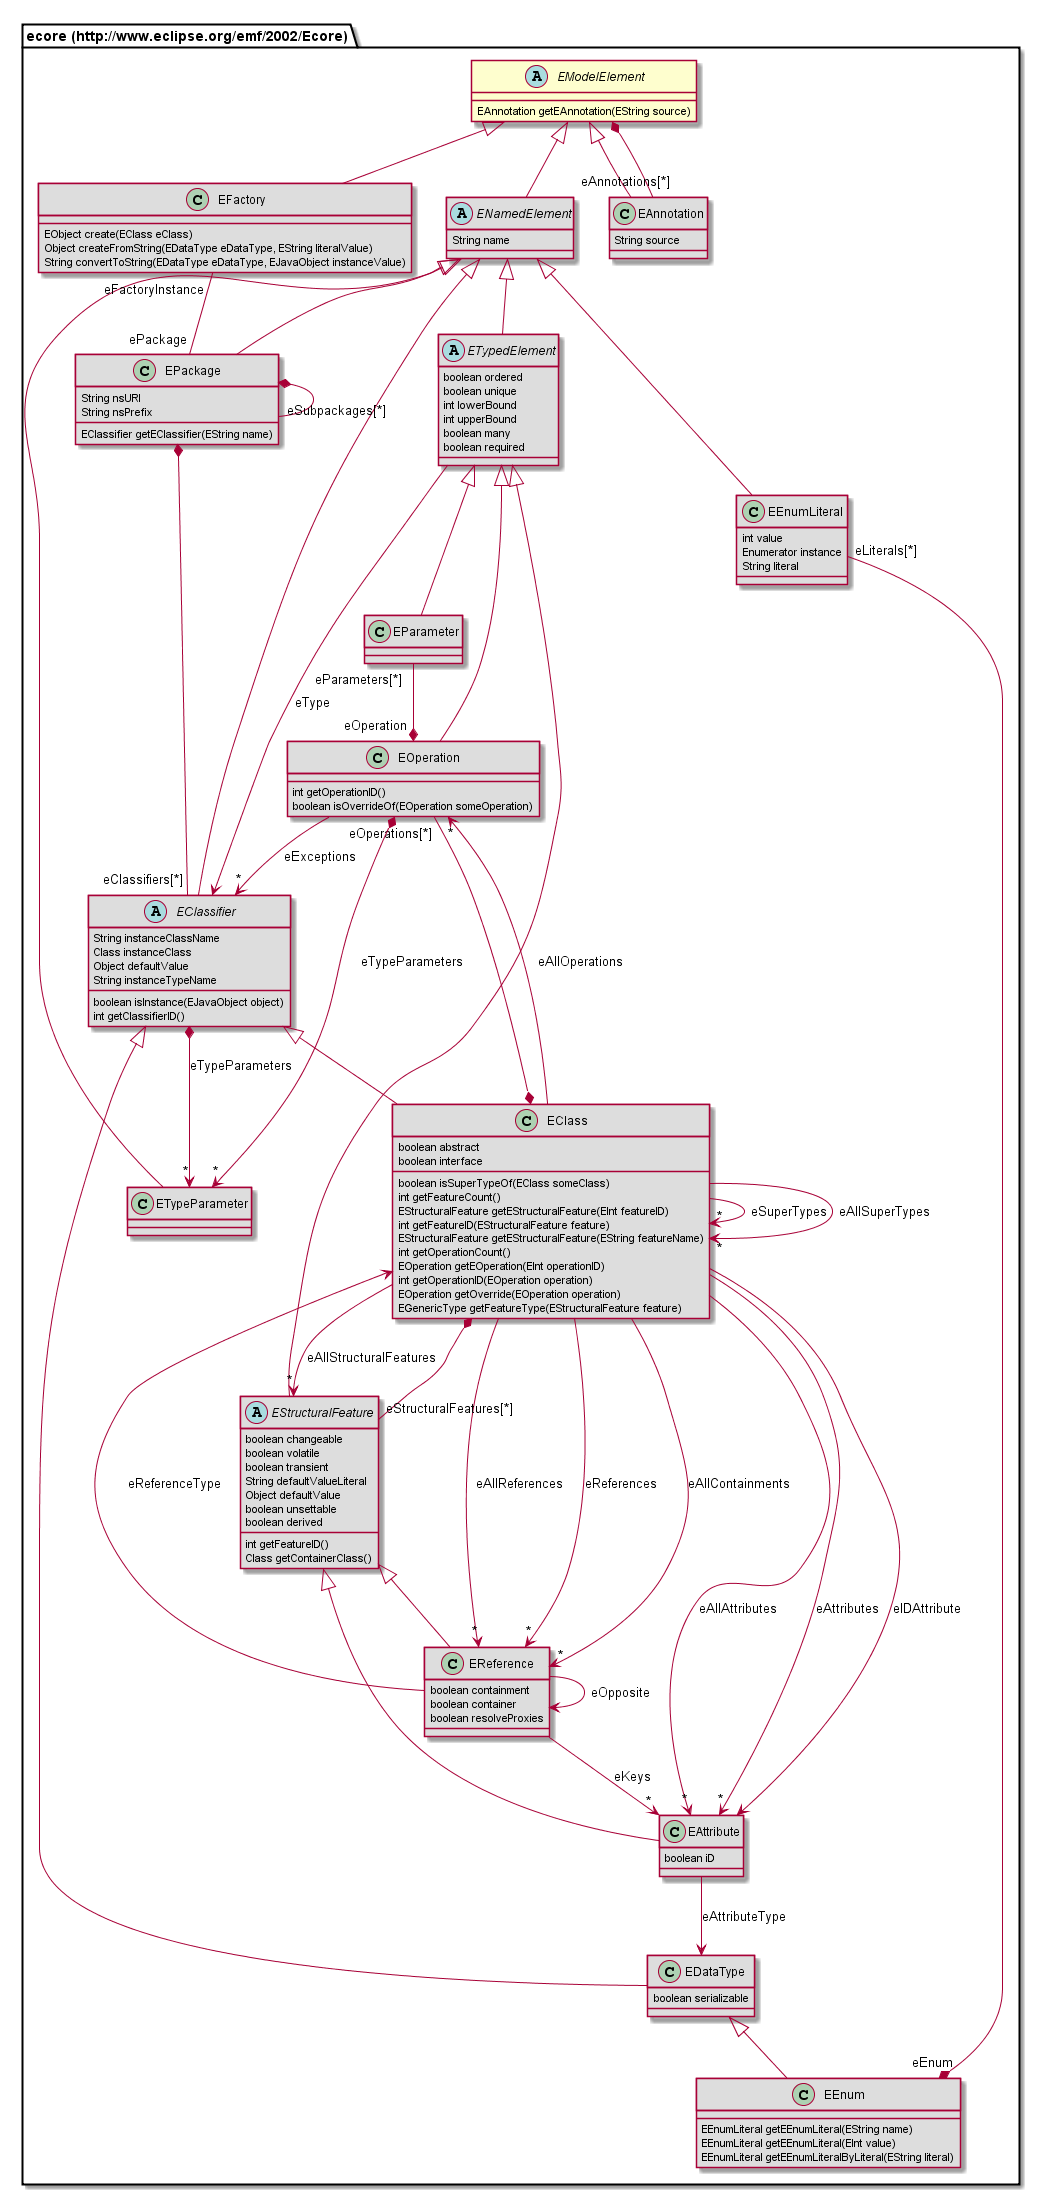 ecore (http://www.eclipse.org/emf/2002/Ecore)
A EModelElement
EAnnotation getEAnnotation(EString source)
eAnnotations[*]
C EFactory
EObject create(EClass eClass)
Object createFromString(EDataType eDataType, EString literalValue)
String convertToString(EDataType eDataType, EJavaObject instanceValue)
A ENamedElement
String name
C EAnnotation
String source
eFactoryInstance
ePackage
C EPackage
String nsURI
String nsPrefix
EClassifier getEClassifier(EString name)
eSubpackages[*]
A ETypedElement
boolean ordered
boolean unique
int lowerBound
int upperBound
boolean many
boolean required
C EEnumLiteral
int value
Enumerator instance
String literal
eLiterals[*]
C EParameter
eParameters[*]
eType
eOperation
C EOperation
int getOperationID()
boolean isOverrideOf(EOperation someOperation)
eOperations[*]
*
eExceptions
eClassifiers[*]
*
A EClassifier
String instanceClassName
Class instanceClass
Object defaultValue
String instanceTypeName
boolean isInstance(EJavaObject object)
int getClassifierID()
eTypeParameters
eAllOperations
eTypeParameters
*
*
C ETypeParameter
C EClass
boolean abstract
boolean interface
boolean isSuperTypeOf(EClass someClass)
int getFeatureCount()
EStructuralFeature getEStructuralFeature(EInt featureID)
int getFeatureID(EStructuralFeature feature)
EStructuralFeature getEStructuralFeature(EString featureName)
int getOperationCount()
EOperation getEOperation(EInt operationID)
int getOperationID(EOperation operation)
EOperation getOverride(EOperation operation)
EGenericType getFeatureType(EStructuralFeature feature)
*
eSuperTypes
eAllSuperTypes
*
eAllStructuralFeatures
*
eStructuralFeatures[*]
A EStructuralFeature
boolean changeable
boolean volatile
boolean transient
String defaultValueLiteral
Object defaultValue
boolean unsettable
boolean derived
int getFeatureID()
Class getContainerClass()
eReferenceType
eAllReferences
eReferences
eAllContainments
eAllAttributes
eAttributes
eIDAttribute
*
*
*
C EReference
boolean containment
boolean container
boolean resolveProxies
eOpposite
eKeys
*
*
*
C EAttribute
boolean iD
eAttributeType
C EDataType
boolean serializable
eEnum
C EEnum
EEnumLiteral getEEnumLiteral(EString name)
EEnumLiteral getEEnumLiteral(EInt value)
EEnumLiteral getEEnumLiteralByLiteral(EString literal)